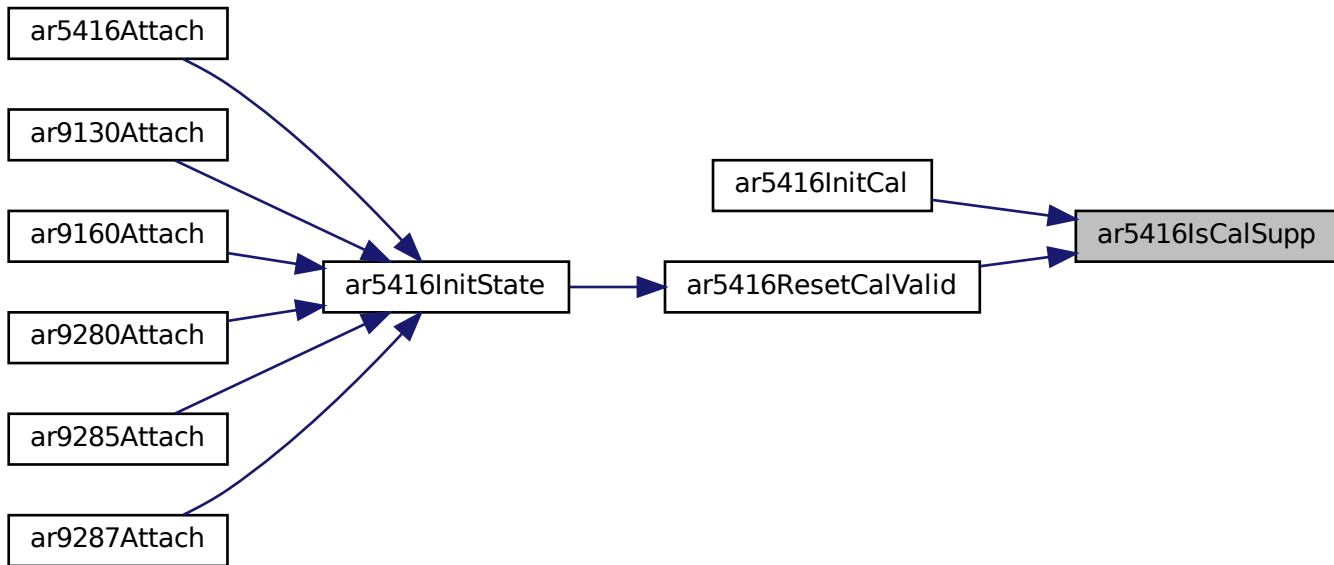 ar5416Attach
ar9130Attach
ar9160Attach
ar9280Attach
ar9285Attach
ar9287Attach
ar5416InitState
ar5416InitCal
ar5416ResetCalValid
ar5416IsCalSupp